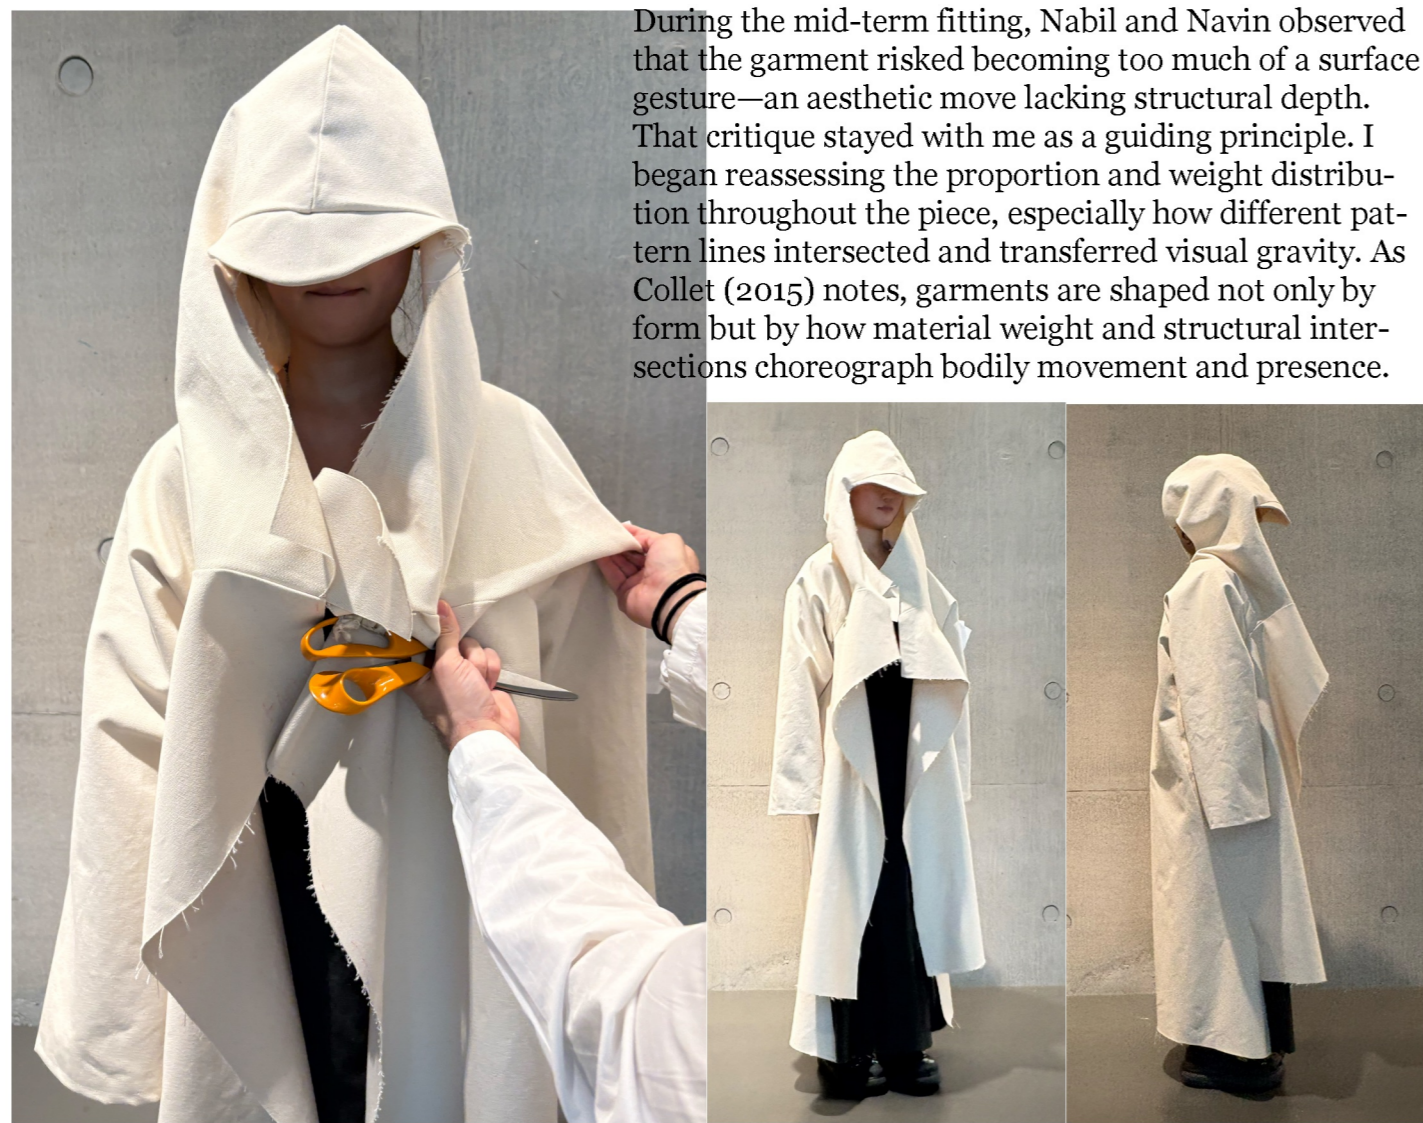 During the mid-term fitting, Nabil and Navin observed
that the garment risked becoming too much of a surface
gesture—an aesthetic move lacking structural depth.
That critique stayed with me as a guiding principle. I
began reassessing the proportion and weight distribu-
tion throughout the piece, especially how different pat-
tern lines intersected and transferred visual gravity. As
Collet (2015) notes, garments are shaped not only by
form but by how material weight and structural inter-
sections choreograph bodily movement and presence.